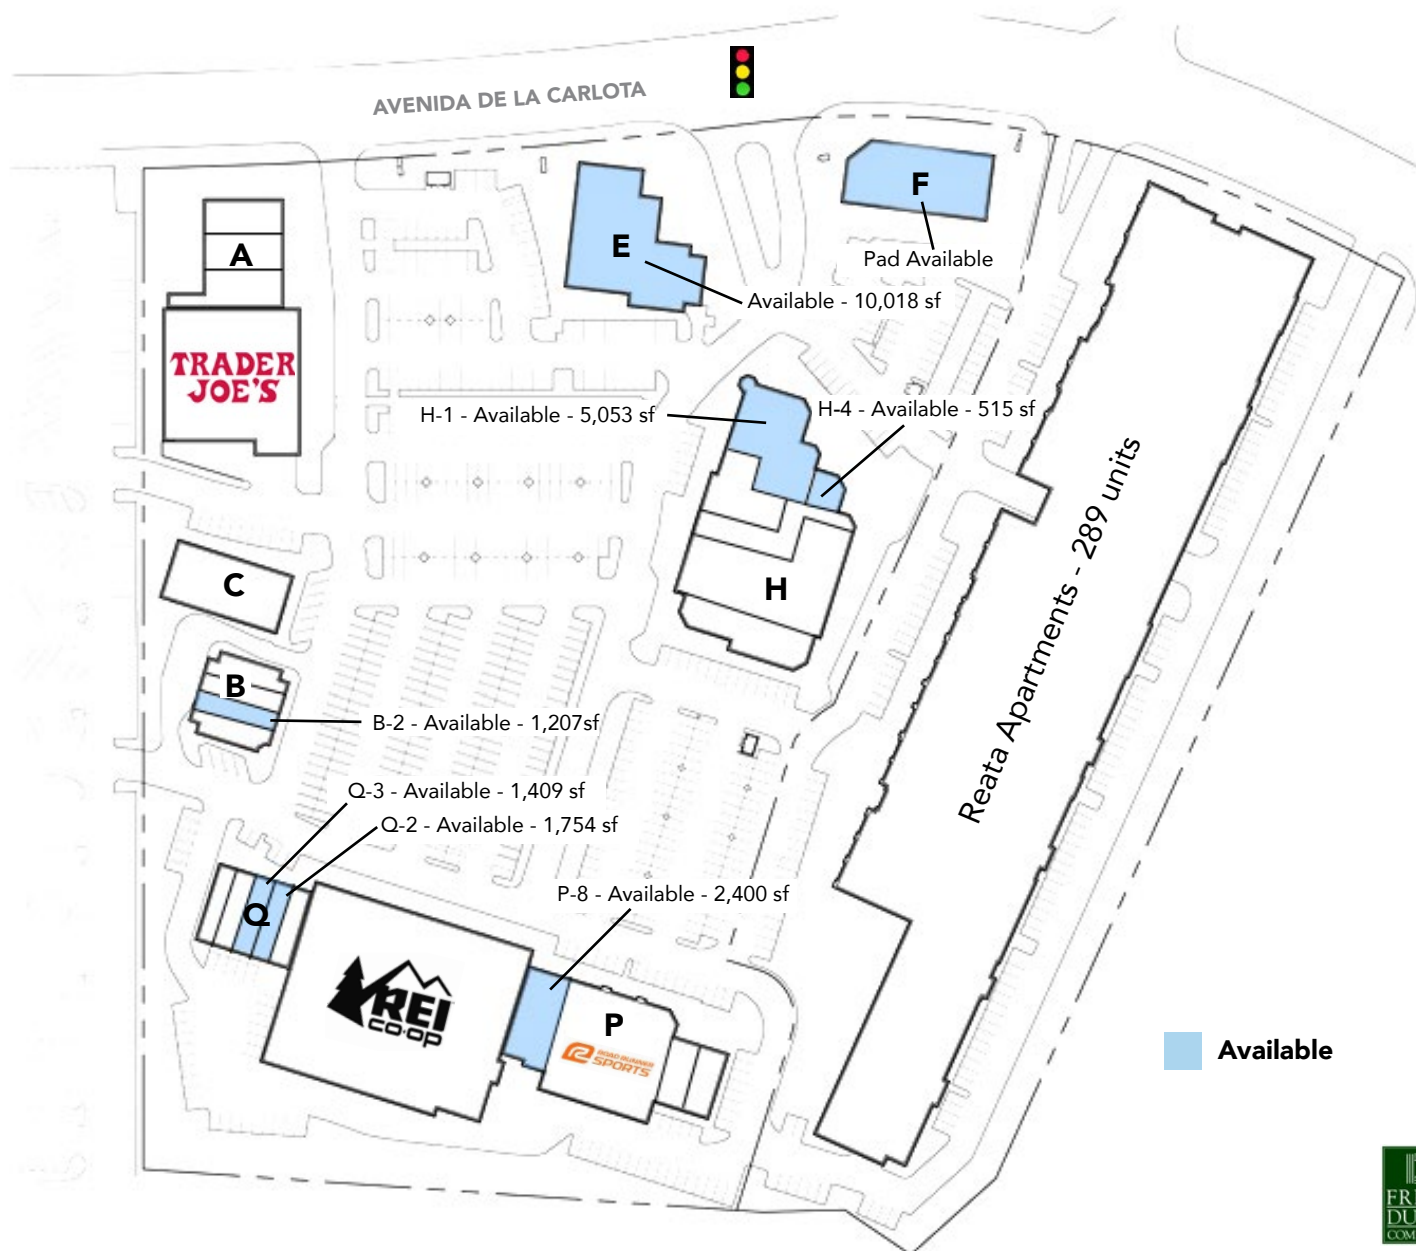 AVENIDA DE LA CARLOTA
F
Pad Available
A
E
Available - 10,018 sf
TRADER
JOE'S
H-1 - Available - 5,053 sf
H-4 - Available - 515 sf
C
H
Reata Apartments - 289 units
B
B-2 - Available - 1,207sf
Q-3 - Available - 1,409 sf
Q-2 - Available - 1,754 sf
P-8 - Available - 2,400 sf
Q
REI
CO·OP
P
ROAD RUNNER
SPORTS
Available